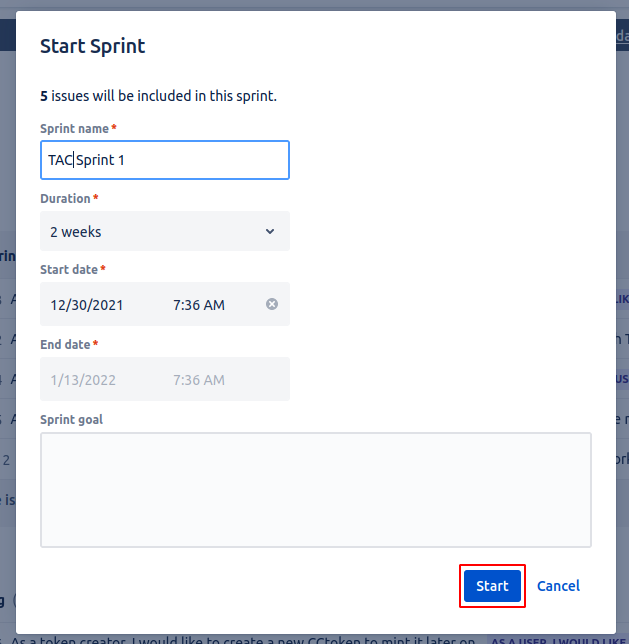 Start Sprint
da
5 issues will be included in this sprint.
Sprint name *
TAC Sprint 1
Duration *
2 weeks
Start date *
12/30/2021 7:36 AM
End date *
1/13/2022 7:36 AM
Sprint goal
Start Cancel
As a token creator, I would like to create a new CCtoken to mint it later on
AS A USER, I WOULD LIKE